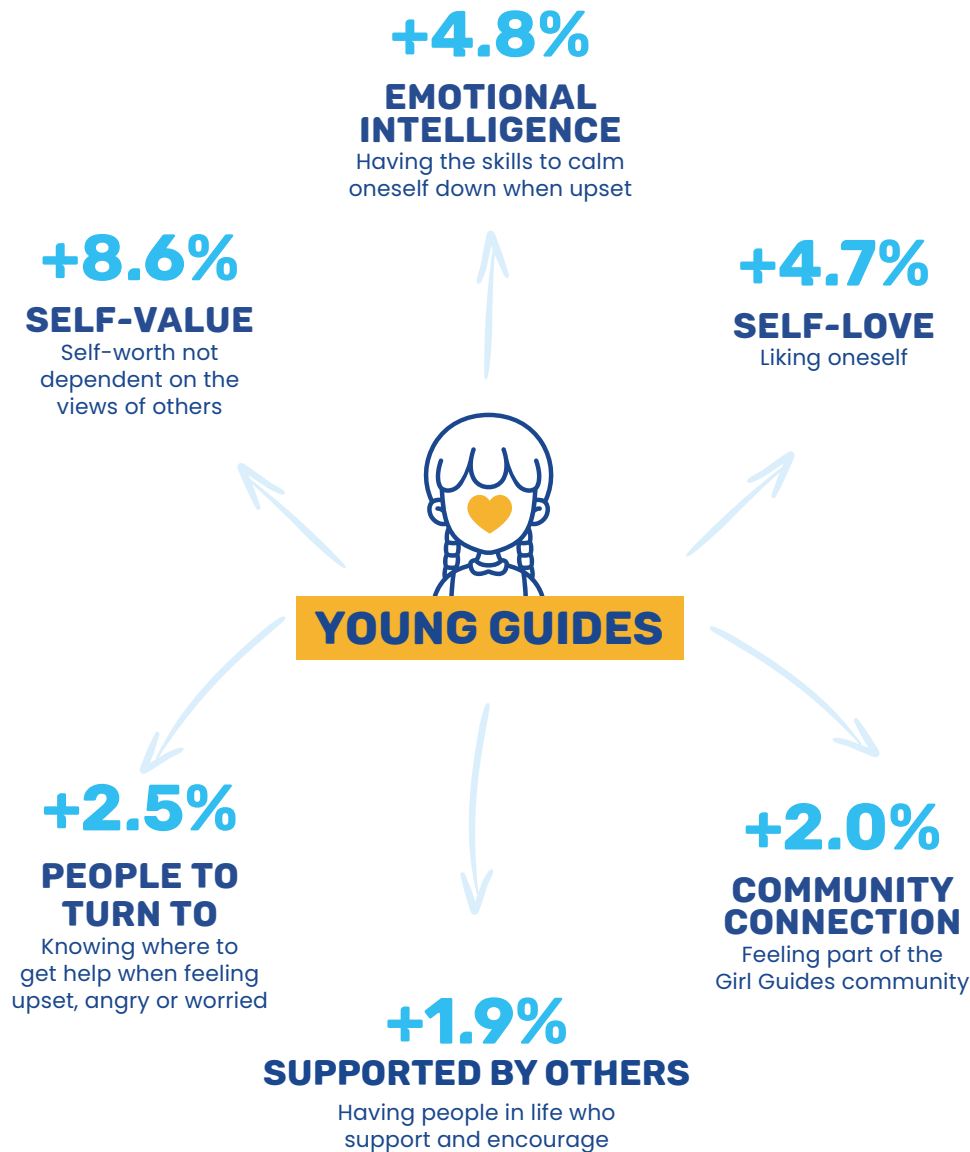 +4.8%
EMOTIONAL
INTELLIGENCE
Having the skills to calm
oneself down when upset
+8.6%
SELF-VALUE
Self-worth not
dependent on the
views of others
+4.7%
SELF-LOVE
Liking oneself
YOUNG GUIDES
+2.5%
PEOPLE TO
TURN TO
Knowing where to
get help when feeling
upset, angry or worried
+2.0%
COMMUNITY
CONNECTION
Feeling part of the
Girl Guides community
+1.9%
SUPPORTED BY OTHERS
Having people in life who
support and encourage